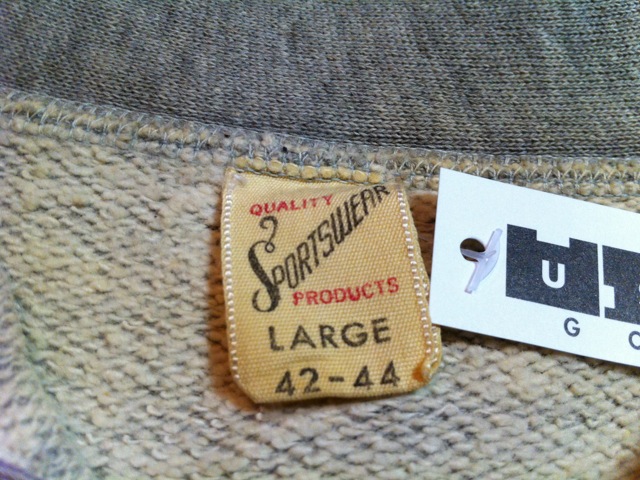 QUALITY
SPORTSWEAR
PRODUCTS
LARGE
42-44
U
G